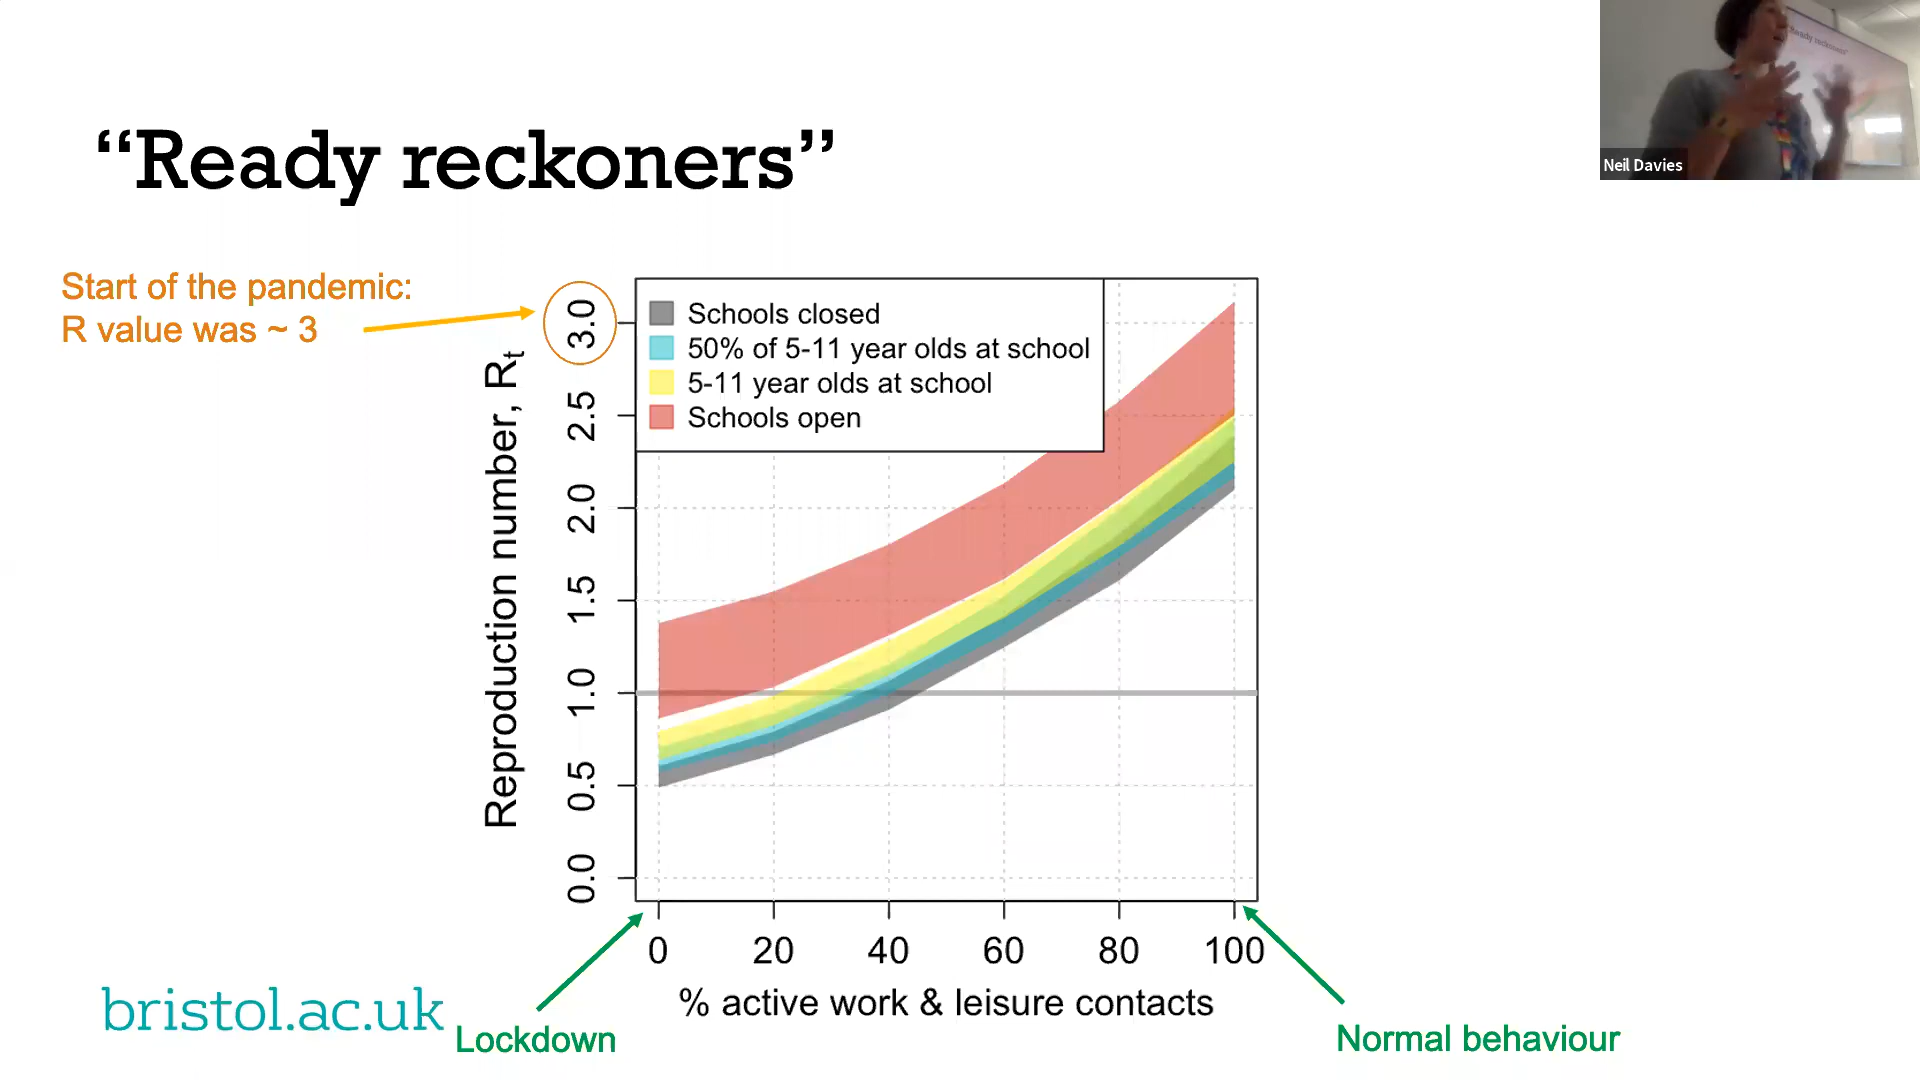 “Ready reckoners”
Neil Davies
"Ready reckoners"
Start of the pandemic:
R value was ~ 3
Schools closed
50% of 5-11 year olds at school
5-11 year olds at school
Schools open
Reproduction number, Rt
3.0
2.5
2.0
1.5
1.0
0.5
0.0
0 20 40 60 80 100
% active work & leisure contacts
Lockdown
Normal behaviour
bristol.ac.uk